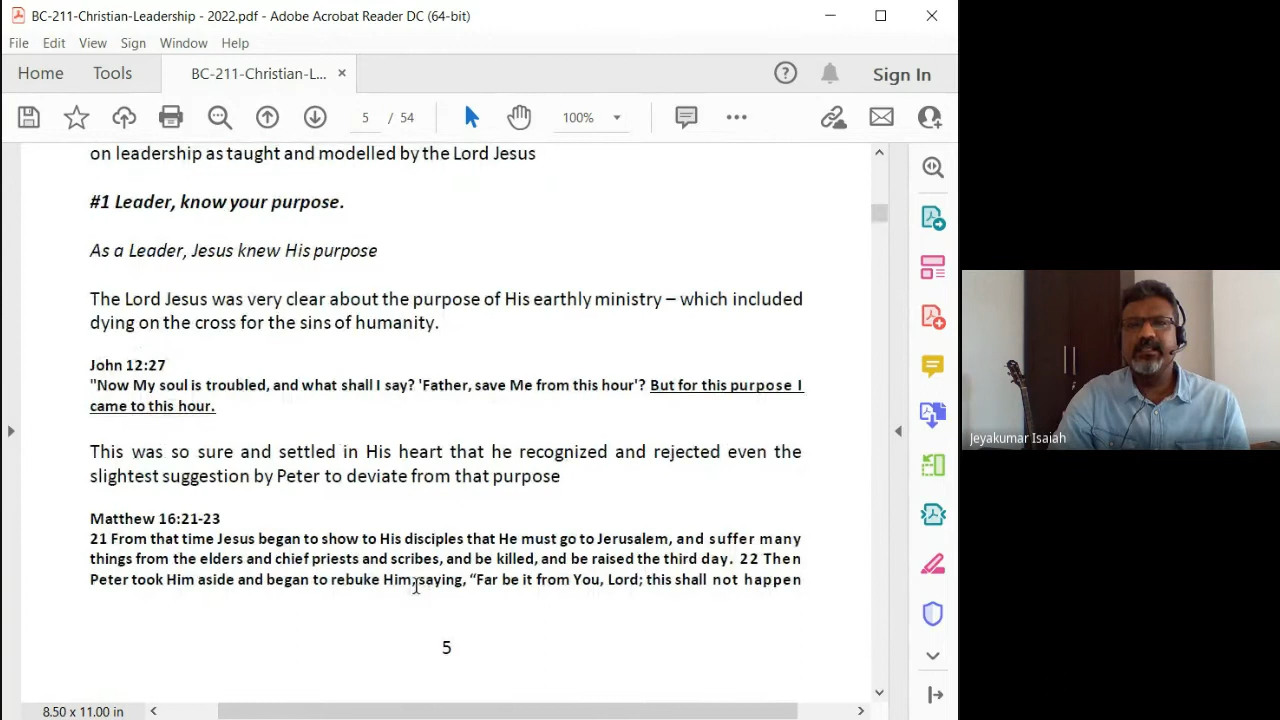 BC-211-Christian-Leadership - 2022.pdf - Adobe Acrobat Reader DC (64-bit)
File Edit View Sign Window Help
Home Tools BC-211-Christian-L... × Sign In
5 / 54 100%
on leadership as taught and modelled by the Lord Jesus
#1 Leader, know your purpose.
As a Leader, Jesus knew His purpose
The Lord Jesus was very clear about the purpose of His earthly ministry – which included
dying on the cross for the sins of humanity.
John 12:27
"Now My soul is troubled, and what shall I say? 'Father, save Me from this hour'? But for this purpose I
came to this hour.
This was so sure and settled in His heart that he recognized and rejected even the
slightest suggestion by Peter to deviate from that purpose
Matthew 16:21-23
21 From that time Jesus began to show to His disciples that He must go to Jerusalem, and suffer many
things from the elders and chief priests and scribes, and be killed, and be raised the third day. 22 Then
Peter took Him aside and began to rebuke Him, saying, “Far be it from You, Lord; this shall not happen
5
8.50 x 11.00 in
Jeyakumar Isaiah